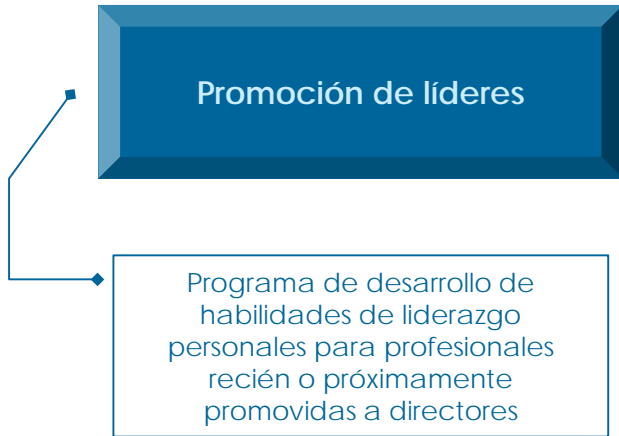 Promoción de líderes
Programa de desarrollo de
habilidades de liderazgo
personales para profesionales
recién o próximamente
promovidas a directores